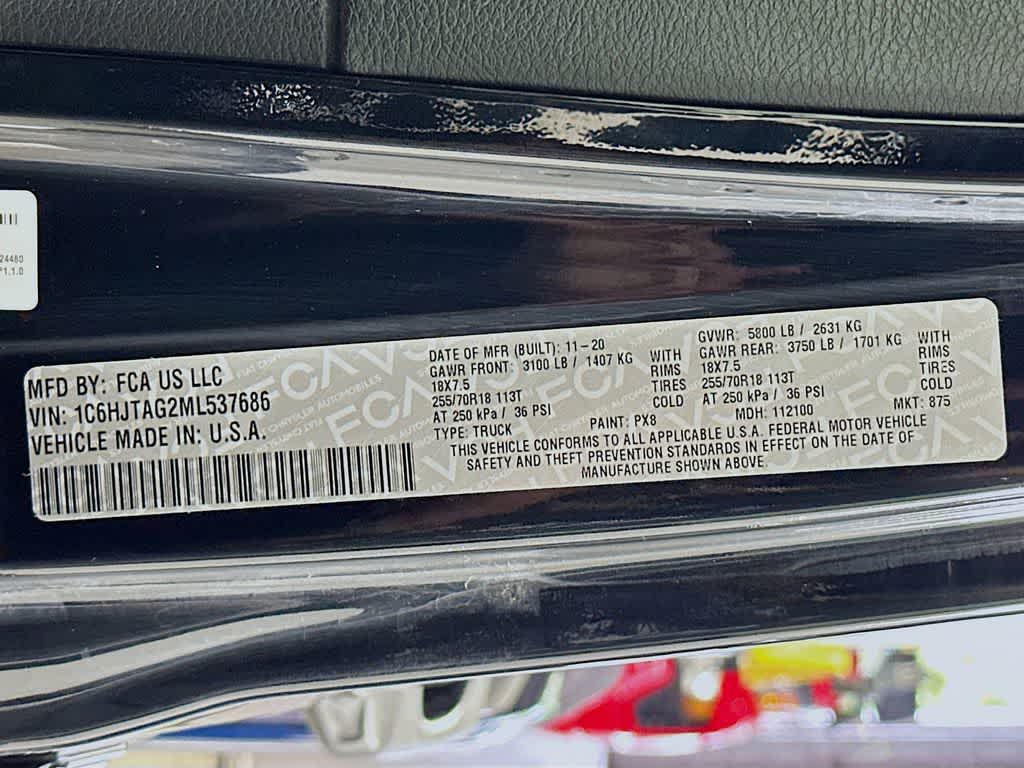 24480
P1.1.0
MFD BY: FCA US LLC
VIN: 1C6HJTAG2ML537686
VEHICLE MADE IN: U.S.A.
DATE OF MFR (BUILT): 11-20
GAWR FRONT: 3100 LB / 1407 KG
18X7.5
255/70R18 113T
AT 250 kPa / 36 PSI
TYPE: TRUCK
WITH
RIMS
TIRES
COLD
PAINT: PX8
GVWR: 5800 LB / 2631 KG
GAWR REAR: 3750 LB / 1701 KG
18X7.5
255/70R18 113T
AT 250 kPa / 36 PSI
MDH: 112100
WITH
RIMS
TIRES
COLD
MKT: 875
THIS VEHICLE CONFORMS TO ALL APPLICABLE U.S.A. FEDERAL MOTOR VEHICLE
SAFETY AND THEFT PREVENTION STANDARDS IN EFFECT ON THE DATE OF
MANUFACTURE SHOWN ABOVE.